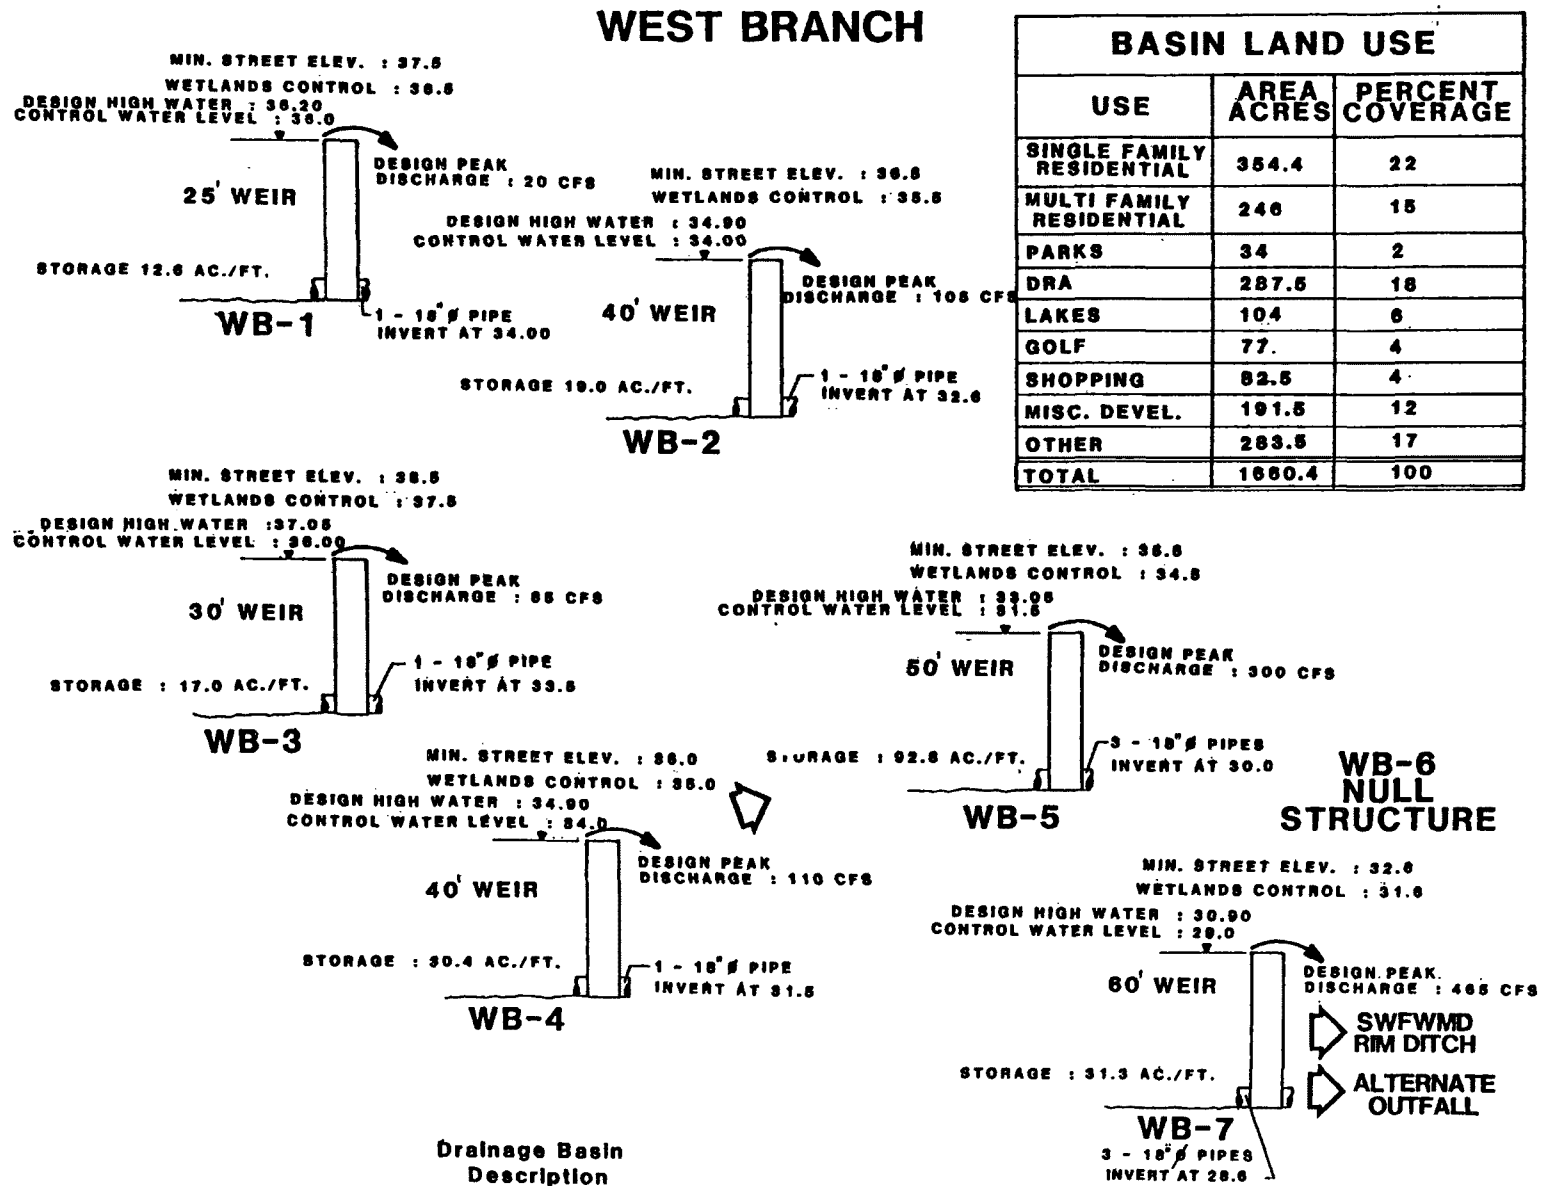 WEST BRANCH
MIN. STREET ELEV. : 37.5
WETLANDS CONTROL : 36.5
DESIGN HIGH WATER : 36.20
CONTROL WATER LEVEL : 36.0
DESIGN PEAK
DISCHARGE : 20 CFS
25' WEIR
STORAGE 12.6 AC./FT.
WB-1
1 - 18"Ø PIPE
INVERT AT 34.00
MIN. STREET ELEV. : 36.5
WETLANDS CONTROL : 35.5
DESIGN HIGH WATER : 34.90
CONTROL WATER LEVEL : 34.00
DESIGN PEAK
DISCHARGE : 105 CFS
40' WEIR
STORAGE 19.0 AC./FT.
1 - 18"Ø PIPE
INVERT AT
WB-2
BASIN LAND USE
USE AREA ACRES PERCENT COVERAGE
SINGLE FAMILY RESIDENTIAL 354.4 22
MULTI FAMILY RESIDENTIAL 246 15
PARKS 34 2
DRA 287.5 18
LAKES 104 6
GOLF 77. 4
SHOPPING 82.5 4
MISC. DEVEL. 191.5 12
OTHER 283.5 17
TOTAL 1660.4 100
MIN. STREET ELEV. : 38.5
WETLANDS CONTROL : 37.5
DESIGN HIGH WATER :37.05
CONTROL WATER LEVEL : 36.00
DESIGN PEAK
DISCHARGE : CFS
30' WEIR
1 - 18"Ø PIPE
INVERT AT 33.5
STORAGE : 17.0 AC./FT.
WB-3
MIN. STREET ELEV. : 36.0
WETLANDS CONTROL : 35.0
DESIGN HIGH WATER : 34.90
CONTROL WATER LEVEL : 34.0
DESIGN PEAK
DISCHARGE : 110 CFS
40' WEIR
STORAGE : 30.4 AC./FT.
1 - 18"Ø PIPE
INVERT AT 31.5
WB-4
MIN. STREET ELEV. :
WETLANDS CONTROL : 34.5
DESIGN HIGH WATER : 33.05
CONTROL WATER LEVEL : 31.5
50' WEIR
DESIGN PEAK
DISCHARGE : 300 CFS
STORAGE : AC./FT.
3 - 18"Ø PIPES
INVERT AT 30.0
WB-5
WB-6
NULL
STRUCTURE
MIN. STREET ELEV. :
WETLANDS CONTROL :
DESIGN HIGH WATER : 30.90
CONTROL WATER LEVEL :
60' WEIR
DESIGN PEAK
DISCHARGE : 465 CFS
SWFWMD
RIM DITCH
STORAGE : 31.3 AC./FT.
ALTERNATE
OUTFALL
WB-7
3 - 18"Ø PIPES
INVERT AT
Drainage Basin
Description